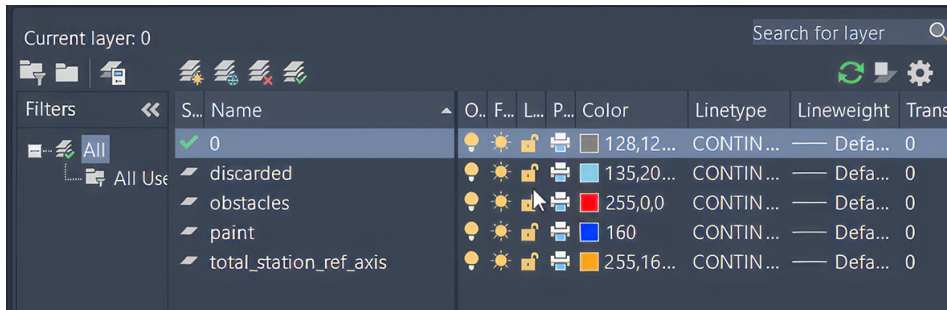 Current layer: 0
Search for layer
Filters
S... Name O.. F... L... P... Color Linetype Lineweight Trans
All
All Use
0 128,12... CONTIN... Defa... 0
discarded 135,20... CONTIN... Defa... 0
obstacles 255,0,0 CONTIN... Defa... 0
paint 160 CONTIN... Defa... 0
total_station_ref_axis 255,16... CONTIN... Defa... 0